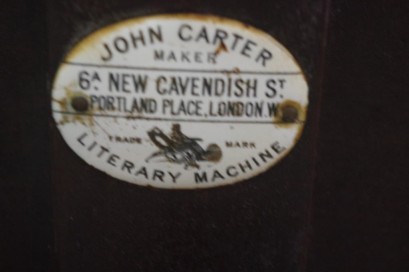 JOHN CARTER
MAKER
6A NEW CAVENDISH ST
PORTLAND PLACE, LONDON. W.
TRADE MARK
LITERARY MACHINE